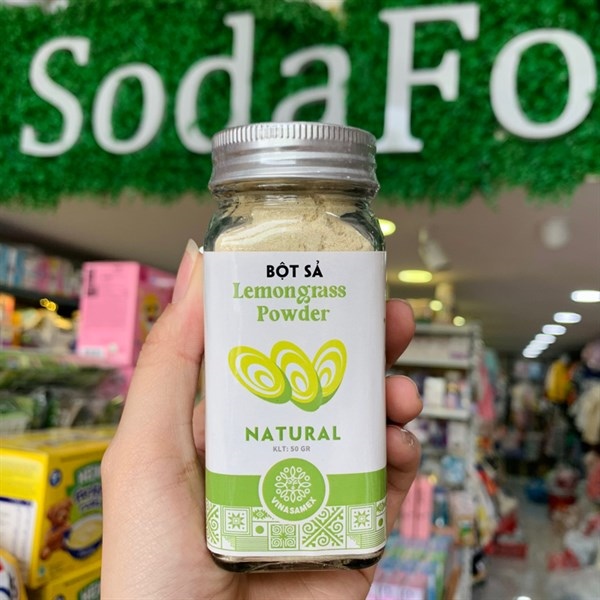 SodaFo
BỘT SẢ
Lemongrass
Powder
NATURAL
KLT: 50 GR
VINASAMEX